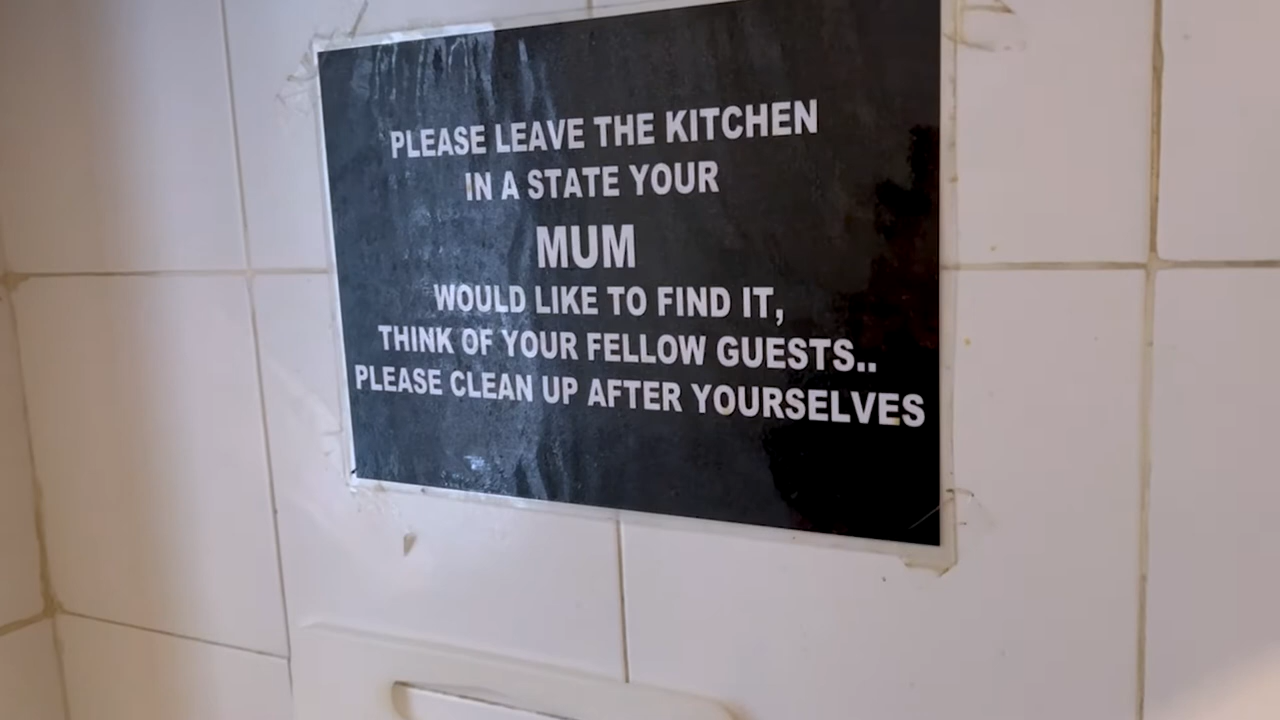 PLEASE LEAVE THE KITCHEN
IN A STATE YOUR
MUM
WOULD LIKE TO FIND IT,
THINK OF YOUR FELLOW GUESTS..
PLEASE CLEAN UP AFTER YOURSELVES